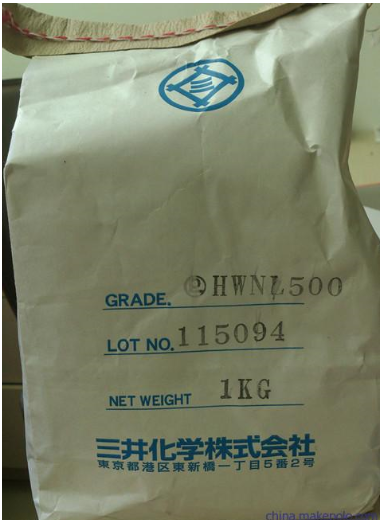 GRADE. HWNL500
LOT NO. 115094
NET WEIGHT 1KG
三井化学株式会社
東京都港区東新橋一丁目5番2号
china.makepolo.com